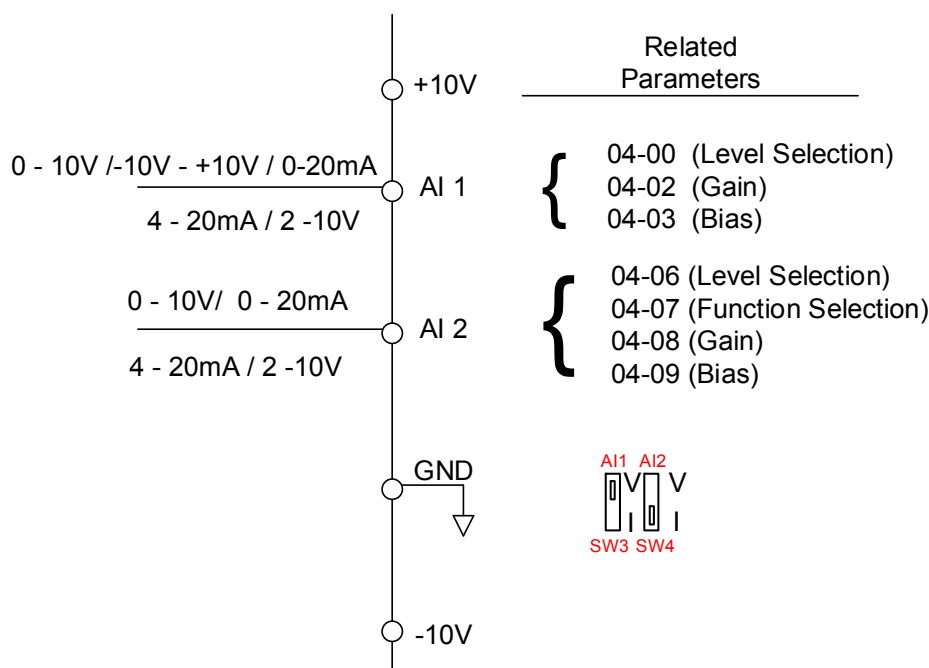 Related
Parameters
+10V
0 - 10V /-10V - +10V / 0-20mA
AI 1
4 - 20mA / 2 -10V
04-00 (Level Selection)
04-02 (Gain)
04-03 (Bias)
0 - 10V/ 0 - 20mA
AI 2
4 - 20mA / 2 -10V
04-06 (Level Selection)
04-07 (Function Selection)
04-08 (Gain)
04-09 (Bias)
GND
AI1 AI2
V V
I I
SW3 SW4
-10V